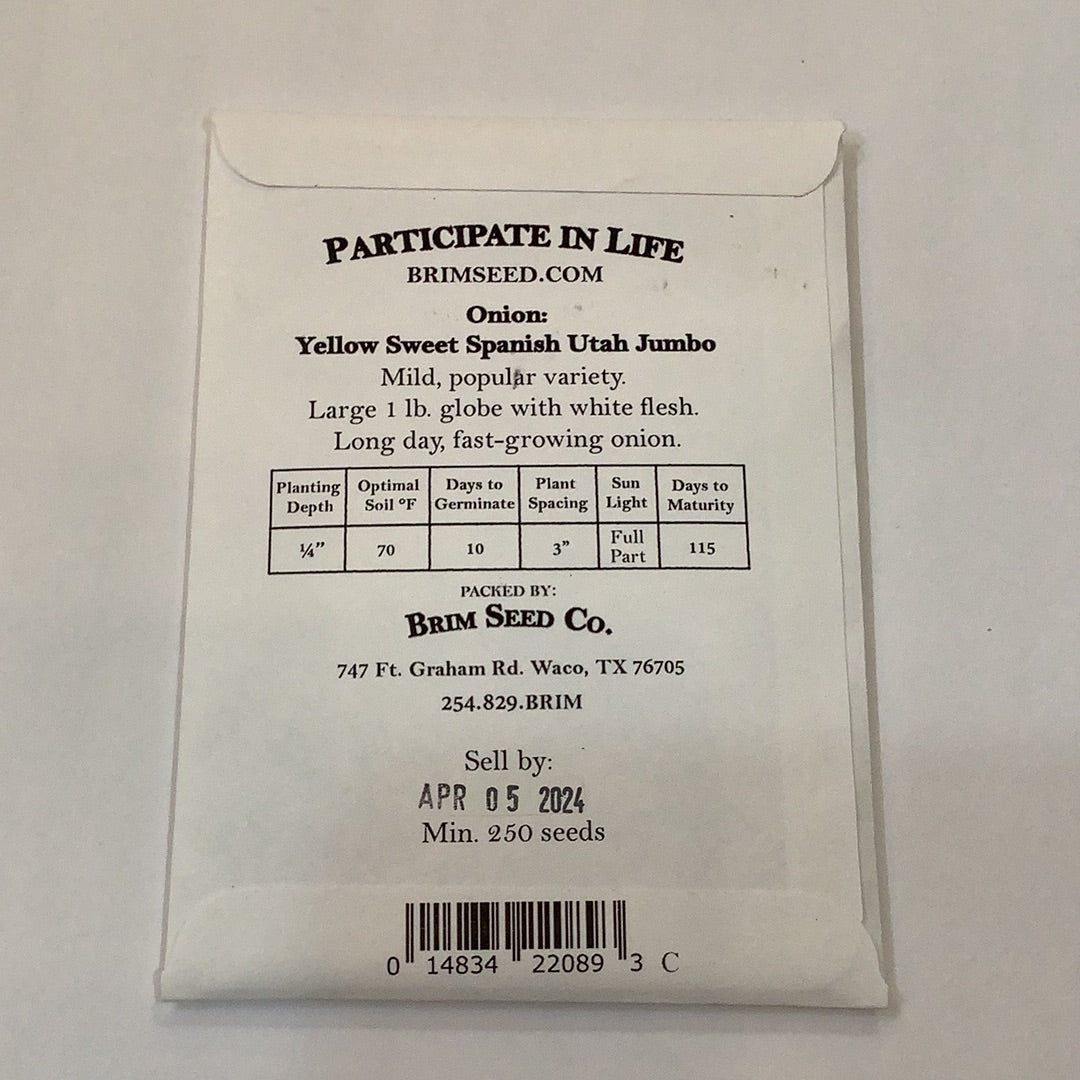 PARTICIPATE IN LIFE
BRIMSEED.COM
Onion:
Yellow Sweet Spanish Utah Jumbo
Mild, popular variety.
Large 1 lb. globe with white flesh.
Long day, fast-growing onion.
Planting Depth Optimal Soil ºF Days to Germinate Plant Spacing Sun Light Days to Maturity
¼” 70 10 3” Full Part 115
PACKED BY:
BRIM SEED CO.
747 Ft. Graham Rd. Waco, TX 76705
254.829.BRIM
Sell by:
APR 05 2024
Min. 250 seeds
0 14834 22089 3 C